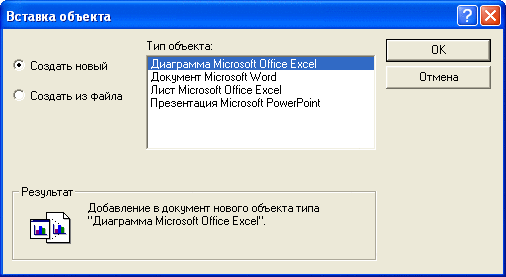 Вставка объекта
Создать новый
Создать из файла
Тип объекта:
Диаграмма Microsoft Office Excel
Документ Microsoft Word
Лист Microsoft Office Excel
Презентация Microsoft PowerPoint
OK
Отмена
Результат
Добавление в документ нового объекта типа
"Диаграмма Microsoft Office Excel".